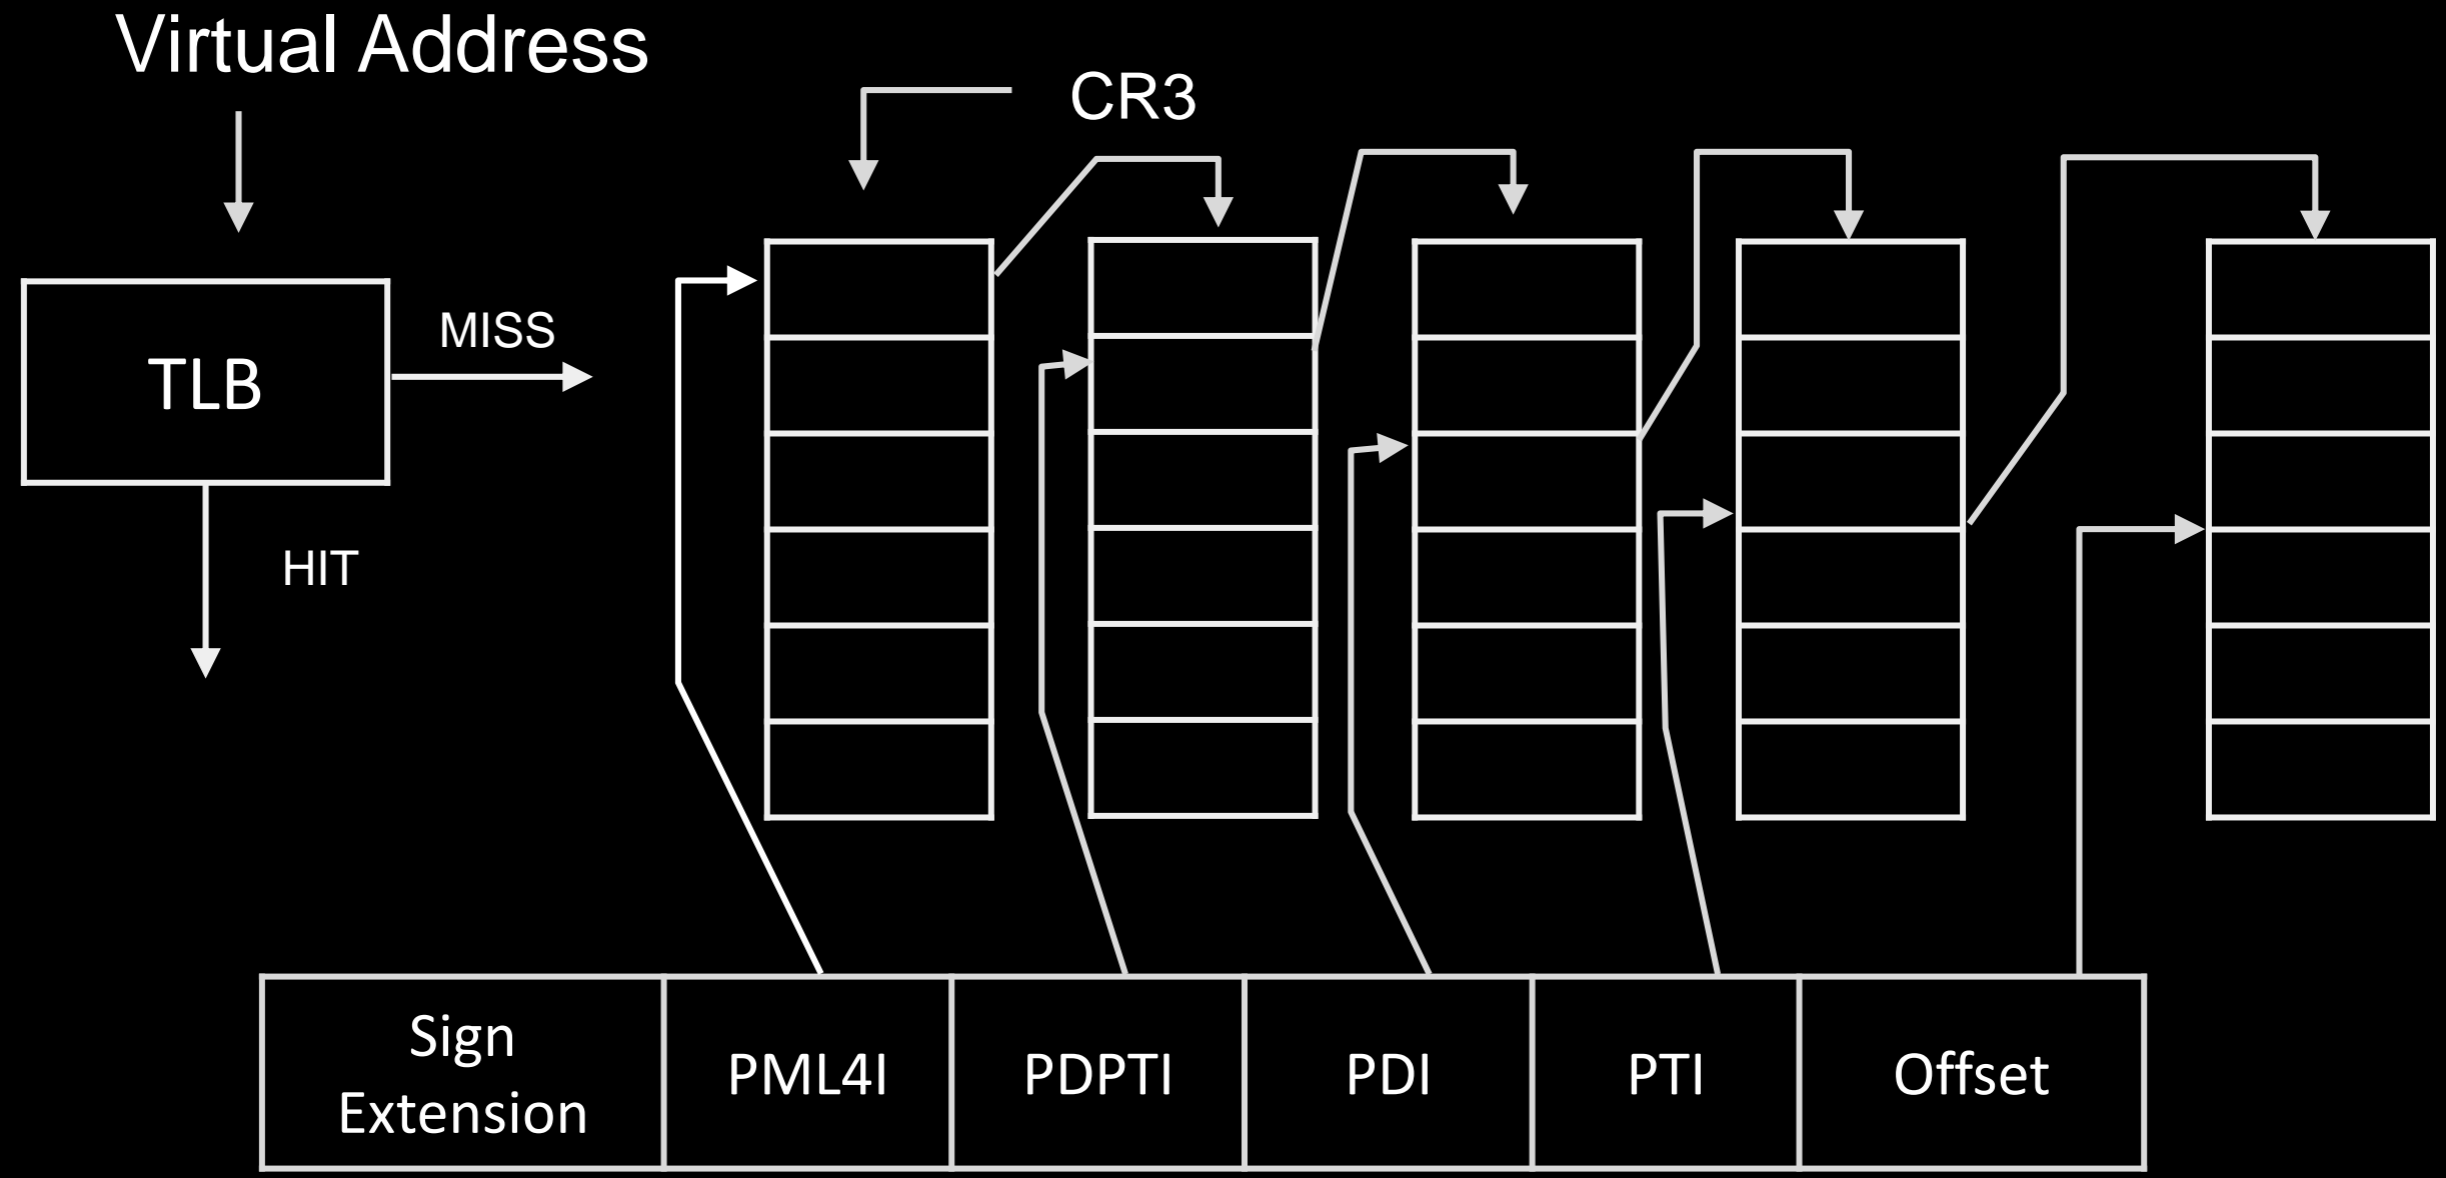 Virtual Address
CR3
MISS
TLB
HIT
Sign
Extension
PML4I
PDPTI
PDI
PTI
Offset